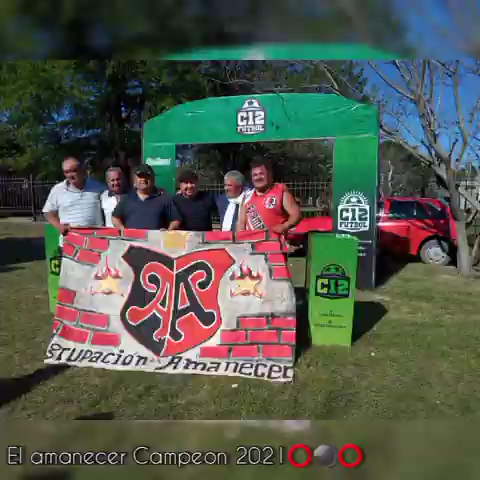 C12
FUTBOL
C12
FUTBOL
C12
AA
Agrupación Amanecer
El amanecer Campeon 2021⭕⚫⭕